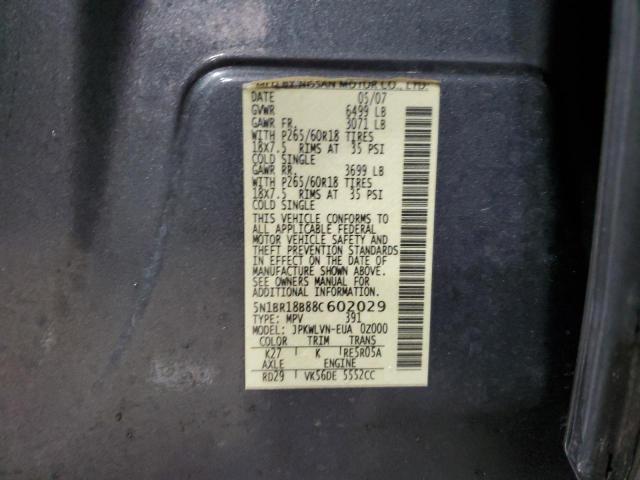 MFD BY NISSAN MOTOR CO., LTD.
DATE 05/07
GVWR 6499 LB
GAWR FR. 3071 LB
WITH P265/60R18 TIRES
18X7.5 RIMS AT 35 PSI
COLD SINGLE
GAWR RR. 3699 LB
WITH P265/60R18 TIRES
18X7.5 RIMS AT 35 PSI
COLD SINGLE
THIS VEHICLE CONFORMS TO
ALL APPLICABLE FEDERAL
MOTOR VEHICLE SAFETY AND
THEFT PREVENTION STANDARDS
IN EFFECT ON THE DATE OF
MANUFACTURE SHOWN ABOVE.
SEE OWNERS MANUAL AND
FOR ADDITIONAL INFORMATION.
5N1BR18B88C602029
TYPE: MPV 391
MODEL: JPKWLVN-EUA 0Z000
COLOR TRIM TRANS
K27 K RE5R05A
AXLE ENGINE
RD29 VK56DE 5552CC